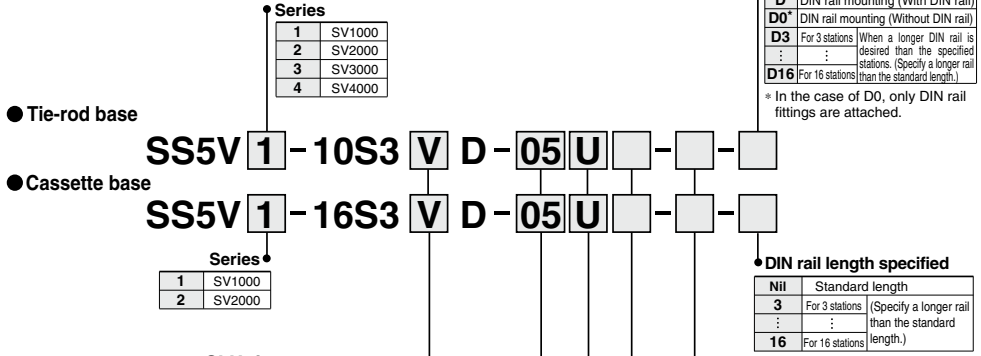 Series
1 SV1000
2 SV2000
3 SV3000
4 SV4000
D DIN rail mounting (With DIN rail)
D0* DIN rail mounting (Without DIN rail)
D3 For 3 stations When a longer DIN rail is
⋮ ⋮ desired than the specified
stations. (Specify a longer rail
D16 For 16 stations than the standard length.)
* In the case of D0, only DIN rail
fittings are attached.
● Tie-rod base
SS5V 1 - 10S3 V D - 05 U - -
● Cassette base
SS5V 1 - 16S3 V D - 05 U - -
Series
1 SV1000
2 SV2000
DIN rail length specified
Nil Standard length
3 For 3 stations (Specify a longer rail
⋮ ⋮ than the standard
16 For 16 stations length.)